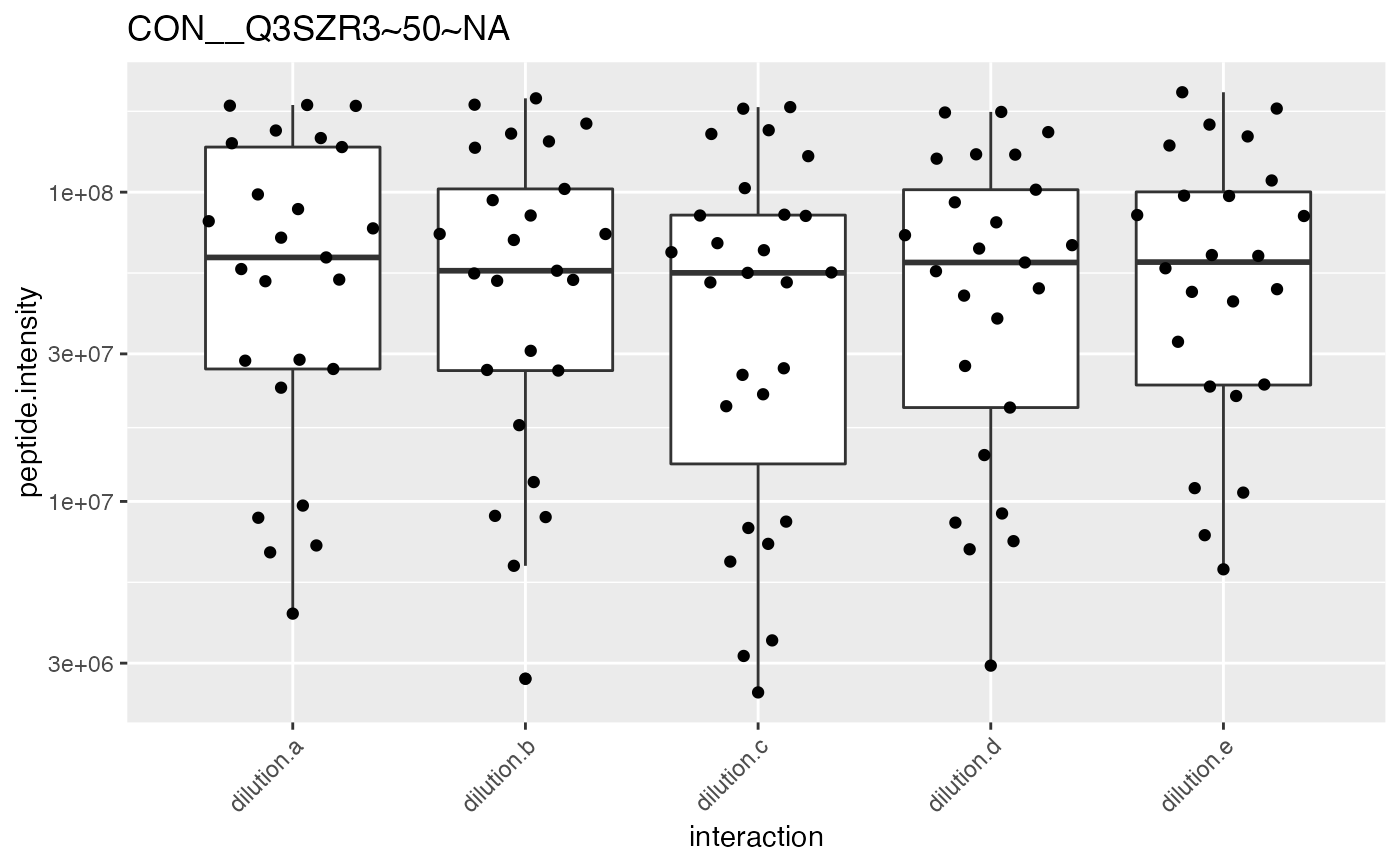 CON__Q3SZR3~50~NA
peptide.intensity
1e+08
3e+07
1e+07
3e+06
dilution.a
dilution.b
dilution.c
dilution.d
dilution.e
interaction